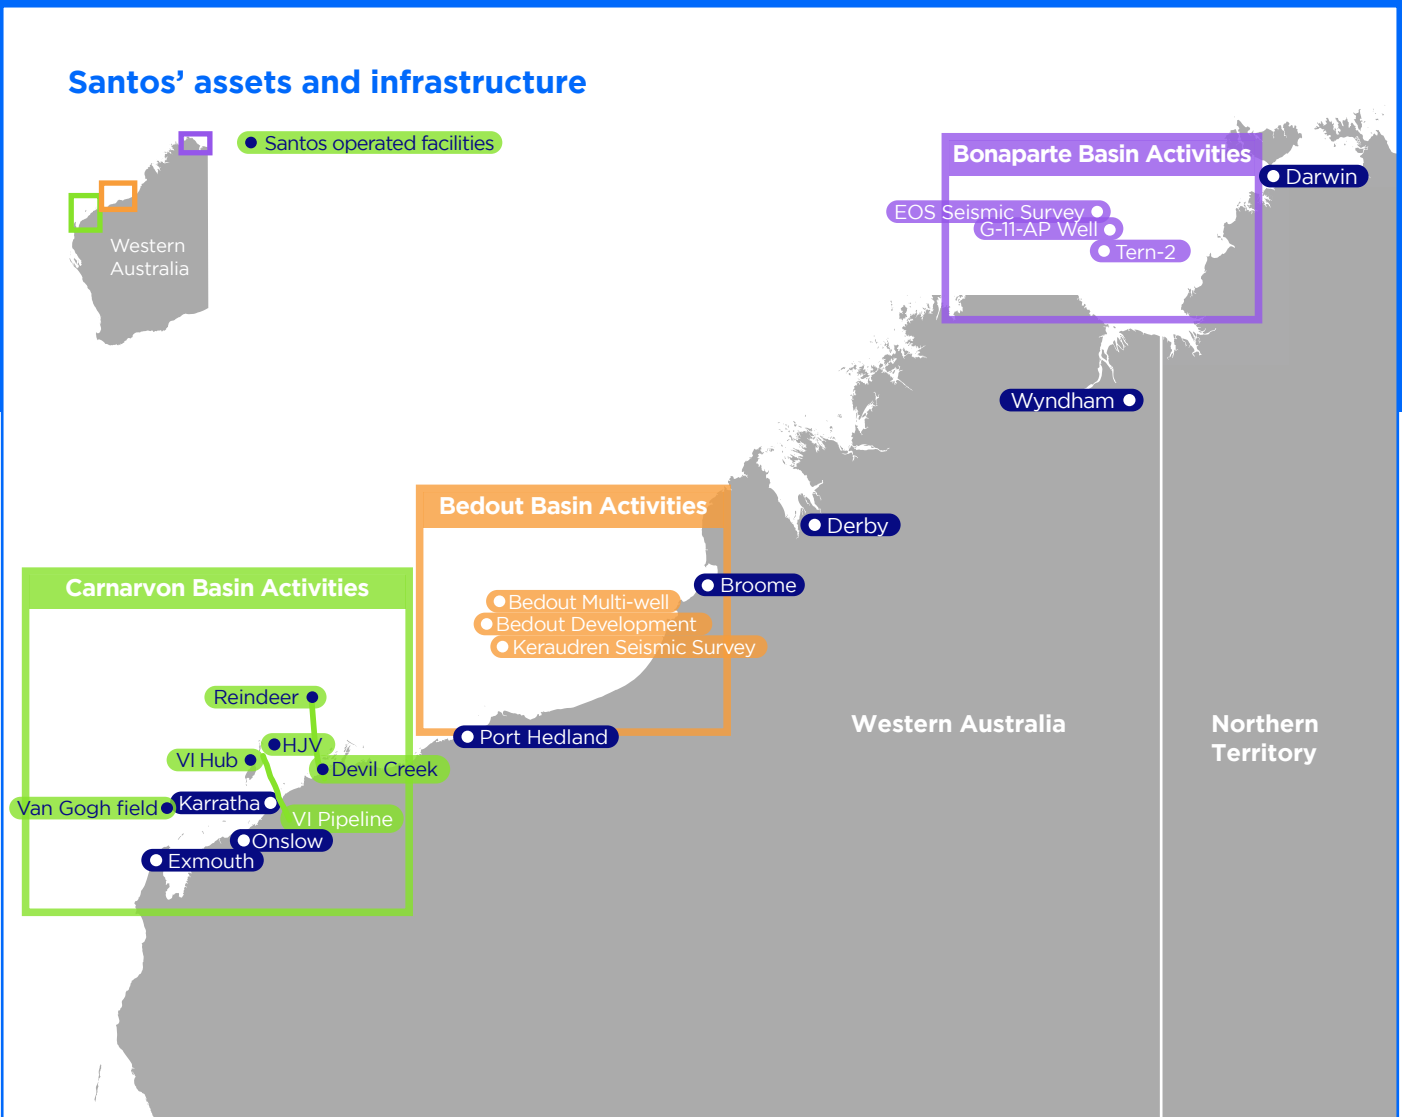 Santos’ assets and infrastructure
Santos operated facilities
Western
Australia
Bonaparte Basin Activities
Darwin
EOS Seismic Survey
G-11-AP Well
Tern-2
Wyndham
Bedout Basin Activities
Derby
Broome
Bedout Multi-well
Bedout Development
Keraudren Seismic Survey
Carnarvon Basin Activities
Reindeer
Western Australia
Northern
Territory
Port Hedland
HJV
VI Hub
Devil Creek
Van Gogh field
Karratha
VI Pipeline
Onslow
Exmouth